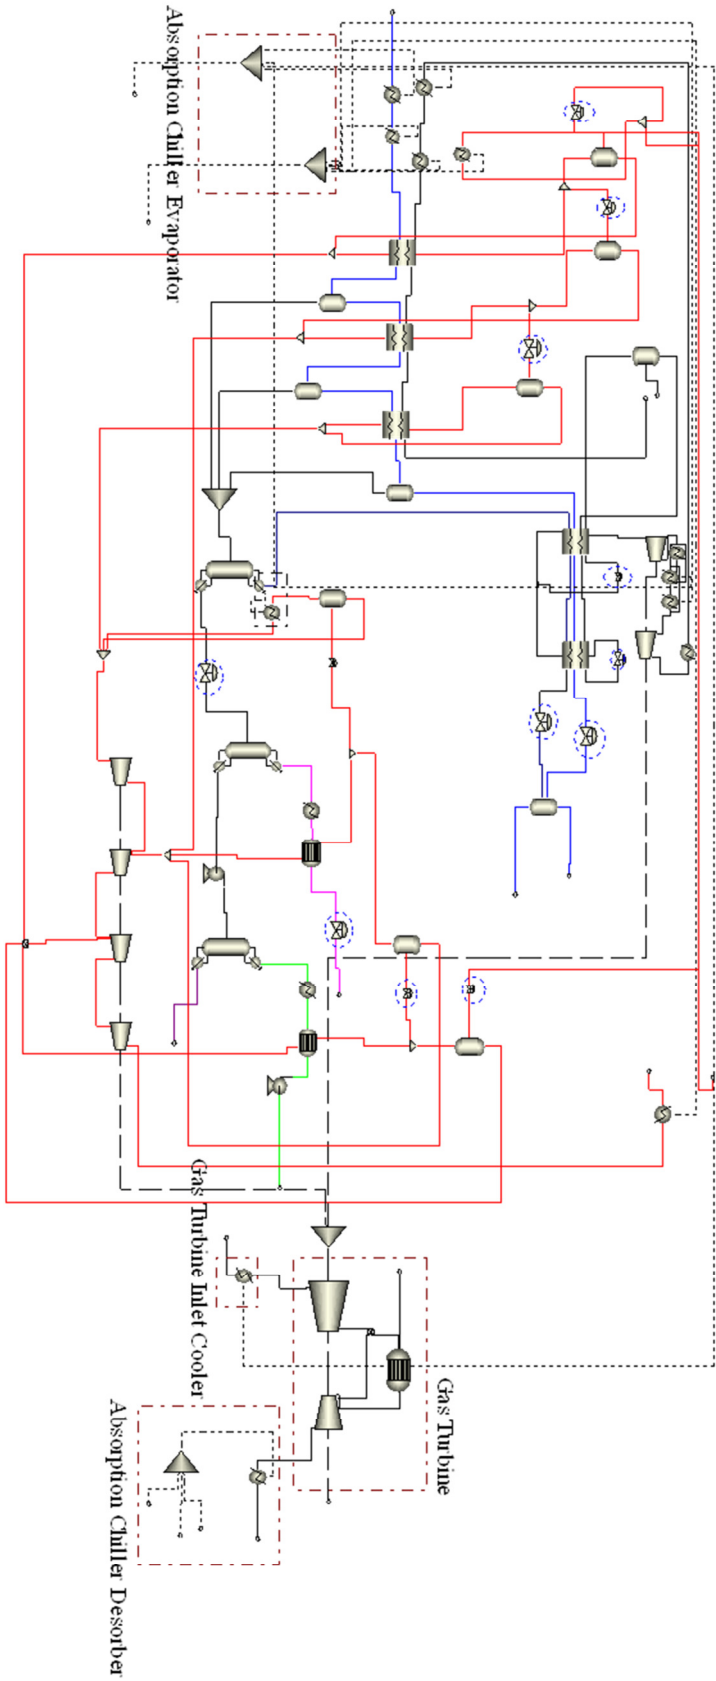 Absorption Chiller Evaporator
Gas Turbine Inlet Cooler
Gas Turbine
Absorption Chiller Desorber